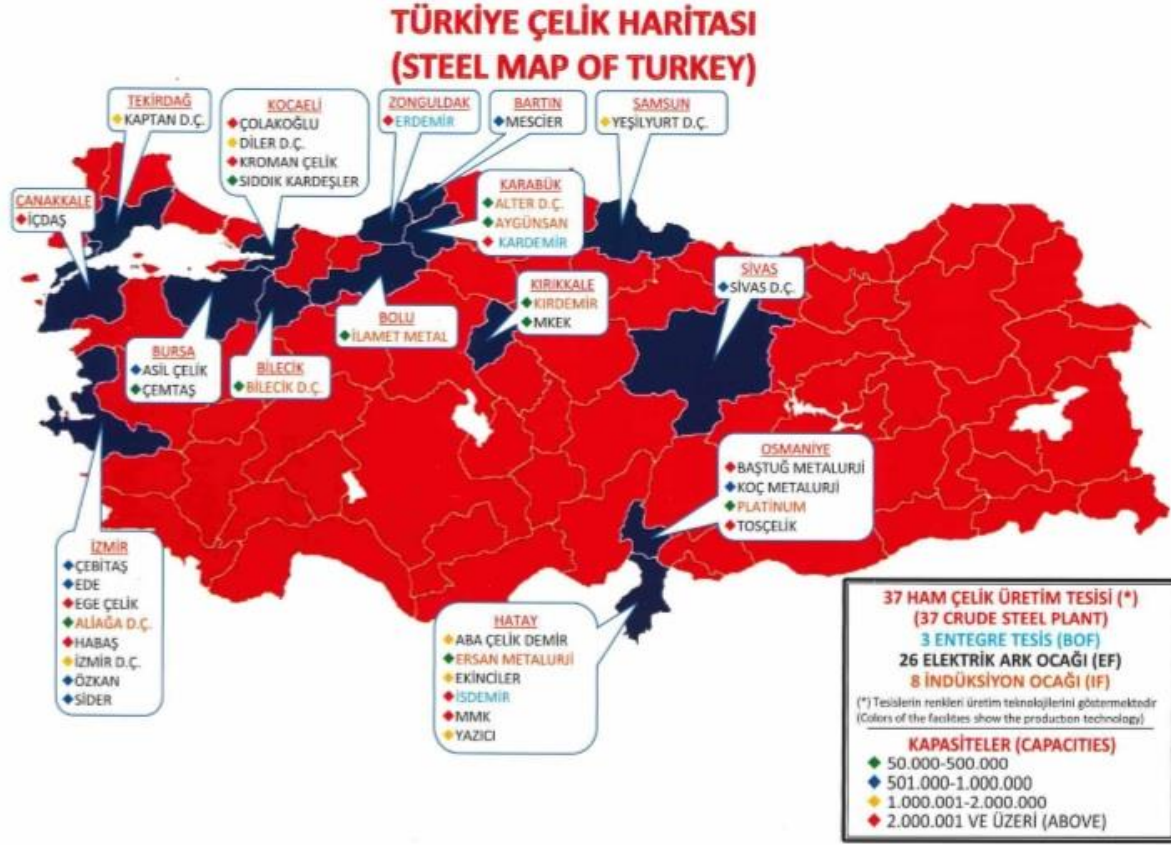 TÜRKİYE ÇELİK HARİTASI
(STEEL MAP OF TURKEY)
TEKİRDAĞ
KAPTAN D.Ç.
KOCAELİ
ÇOLAKOĞLU
DİLER D.Ç.
KROMAN ÇELİK
SIDDIK KARDEŞLER
ZONGULDAK
ERDEMİR
BARTIN
MESCİER
SAMSUN
YEŞİLYURT D.Ç.
ÇANAKKALE
İÇDAŞ
KARABÜK
ALTER D.Ç.
AYGÜNSAN
KARDEMİR
KIRIKKALE
KIRDEMİR
MKEK
SİVAS
SİVAS D.Ç.
BOLU
İLAMET METAL
BURSA
ASİL ÇELİK
ÇEMTAŞ
BİLECİK
BİLECİK D.Ç.
OSMANİYE
BAŞTUĞ METALURJİ
KOÇ METALURJİ
PLATİNUM
TOSÇELİK
İZMİR
ÇEBİTAŞ
EDE
EGE ÇELİK
ALİAĞA D.Ç.
HABAŞ
İZMİR D.Ç.
ÖZKAN
SİDER
HATAY
ABA ÇELİK DEMİR
ERSAN METALURJİ
EKİNCİLER
İSDEMİR
MMK
YAZICI
37 HAM ÇELİK ÜRETİM TESİSİ (*)
(37 CRUDE STEEL PLANT)
3 ENTEGRE TESİS (BOF)
26 ELEKTRİK ARK OCAĞI (EF)
8 İNDÜKSİYON OCAĞI (IF)
(*) Tesislerin renkleri üretim teknolojilerini göstermektedir
(Colors of the facilities show the production technology)
KAPASİTELER (CAPACITIES)
50.000-500.000
501.000-1.000.000
1.000.001-2.000.000
2.000.001 VE ÜZERİ (ABOVE)